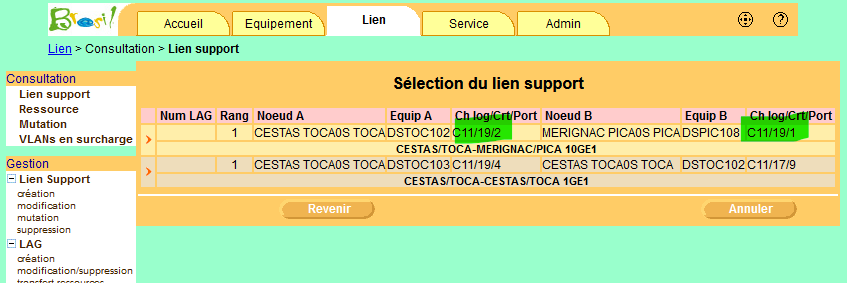 Brasil
Accueil Equipement Lien Service Admin
Lien > Consultation > Lien support
Consultation
Lien support
Ressource
Mutation
VLANs en surcharge
Gestion
Lien Support
création
modification
mutation
suppression
LAG
création
modification/suppression
transfert ressources
Sélection du lien support
Num LAG Rang Noeud A Equip A Ch log/Crt/Port Noeud B Equip B Ch log/Crt/Port
1 CESTAS TOCA0S TOCA DSTOC102 C11/19/2 MERIGNAC PICA0S PICA DSPIC108 C11/19/1
CESTAS/TOCA-MERIGNAC/PICA 10GE1
1 CESTAS TOCA0S TOCA DSTOC103 C11/19/4 CESTAS TOCA0S TOCA DSTOC102 C11/17/9
CESTAS/TOCA-CESTAS/TOCA 1GE1
Revenir Annuler